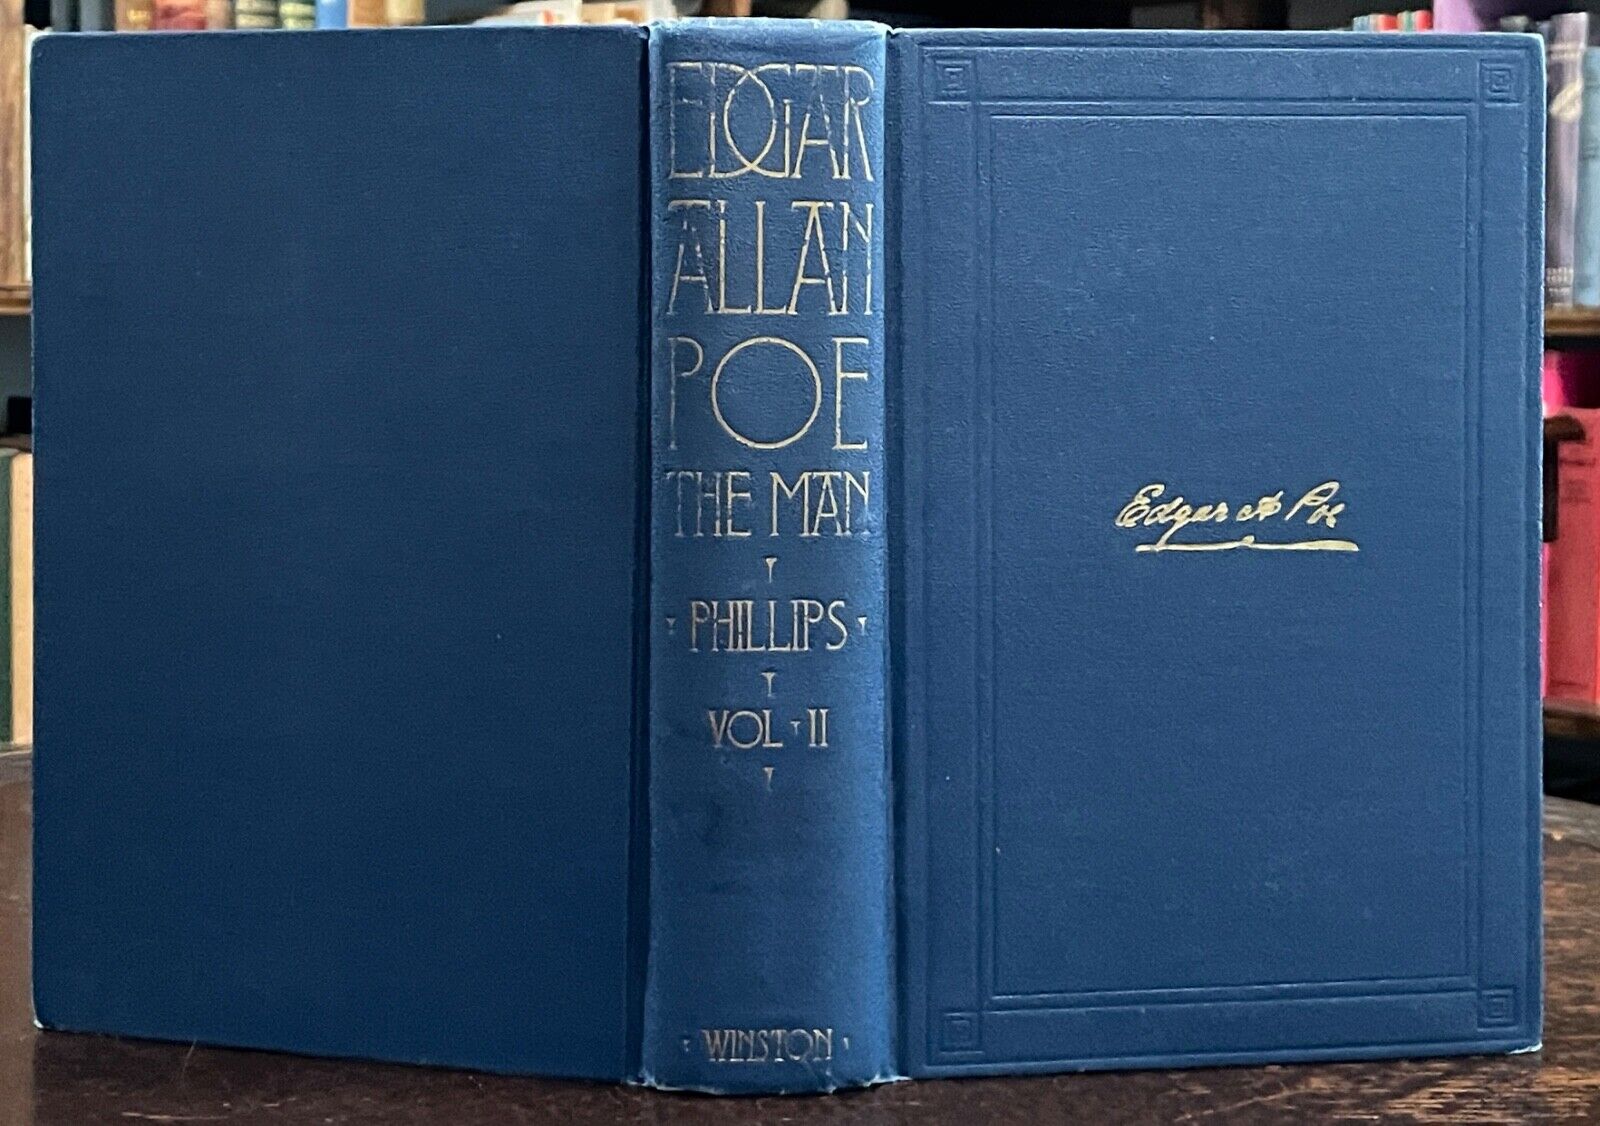 EDGAR
ALLAN
POE
THE MAN
PHILLIPS
VOL II
WINSTON
Edgar A Poe